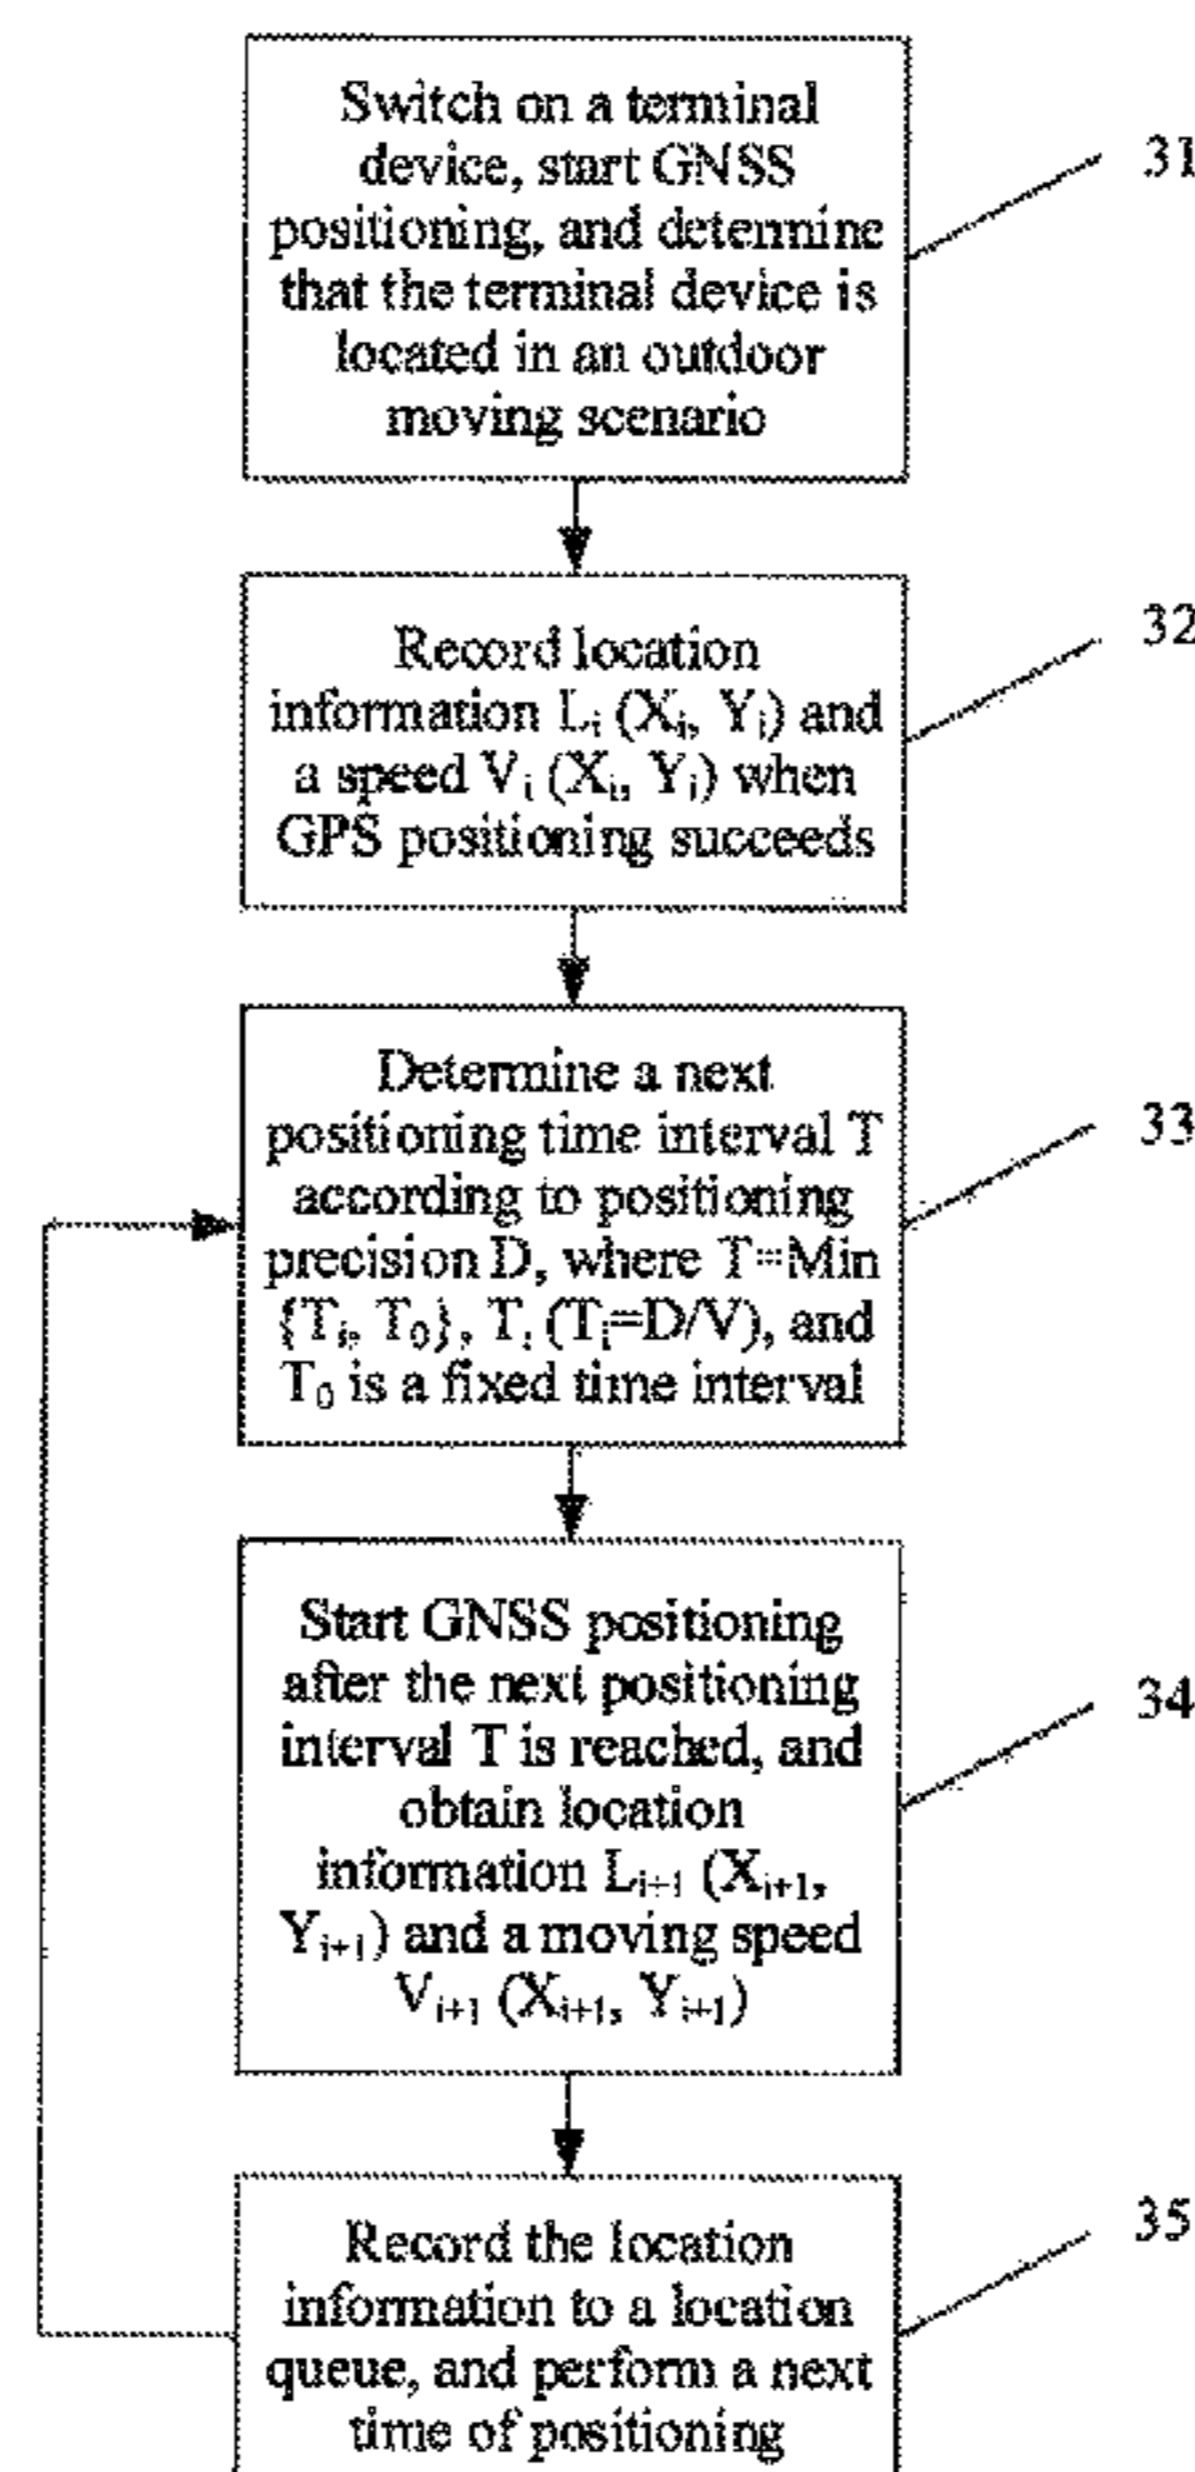 Switch on a terminal
device, start GNSS
positioning, and determine
that the terminal device is
located in an outdoor
moving scenario
31
Record location
information Lᵢ (Xᵢ, Yᵢ) and
a speed Vᵢ (Xᵢ, Yᵢ) when
GPS positioning succeeds
32
Determine a next
positioning time interval T
according to positioning
precision D, where T=Min
{Tᵢ, T₀}, Tᵢ (Tᵢ=D/V), and
T₀ is a fixed time interval
33
Start GNSS positioning
after the next positioning
interval T is reached, and
obtain location
information Lᵢ₊₁ (Xᵢ₊₁,
Yᵢ₊₁) and a moving speed
Vᵢ₊₁ (Xᵢ₊₁, Yᵢ₊₁)
34
Record the location
information to a location
queue, and perform a next
time of positioning
35